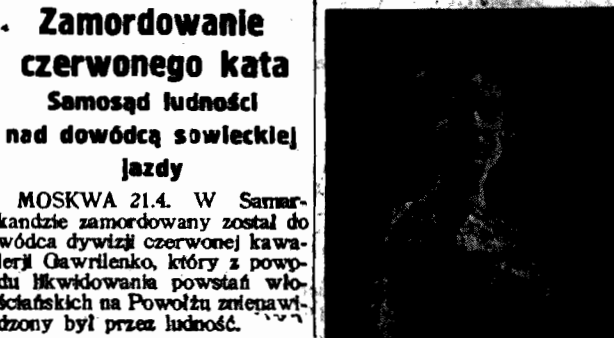 Zamordowanie
czerwonego kata
Samosąd ludności
nad dowódcą sowieckiej
jazdy
MOSKWA 21.4. W Samar-
kandzie zamordowany został do
wódca dywizji czerwonej kawa-
lerji Gawrilenko, który z powo-
du likwidowania powstań wło-
ściańskich na Powołżu znienawi-
dzony był przez ludność.